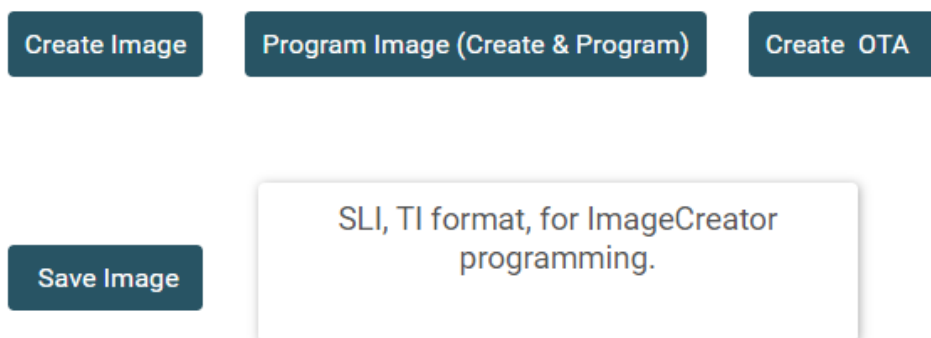 Create Image
Program Image (Create & Program)
Create OTA
SLI, TI format, for ImageCreator
programming.
Save Image